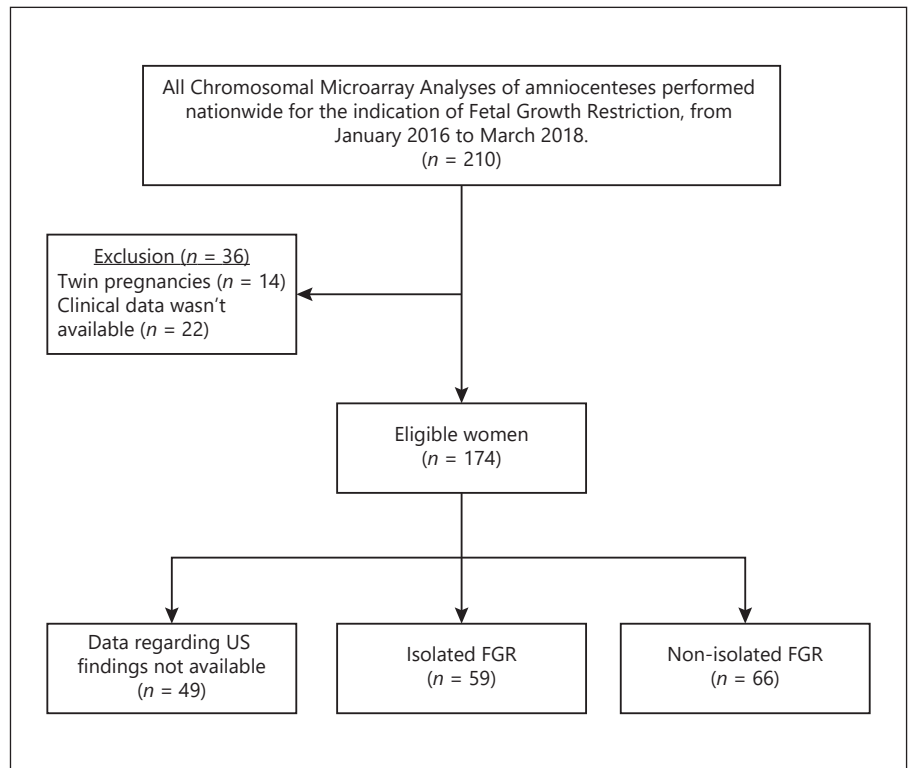 All Chromosomal Microarray Analyses of amniocenteses performed
nationwide for the indication of Fetal Growth Restriction, from
January 2016 to March 2018.
(n = 210)
Exclusion (n = 36)
Twin pregnancies (n = 14)
Clinical data wasn't
available (n = 22)
Eligible women
(n = 174)
Data regarding US
findings not available
(n = 49)
Isolated FGR
(n = 59)
Non-isolated FGR
(n = 66)